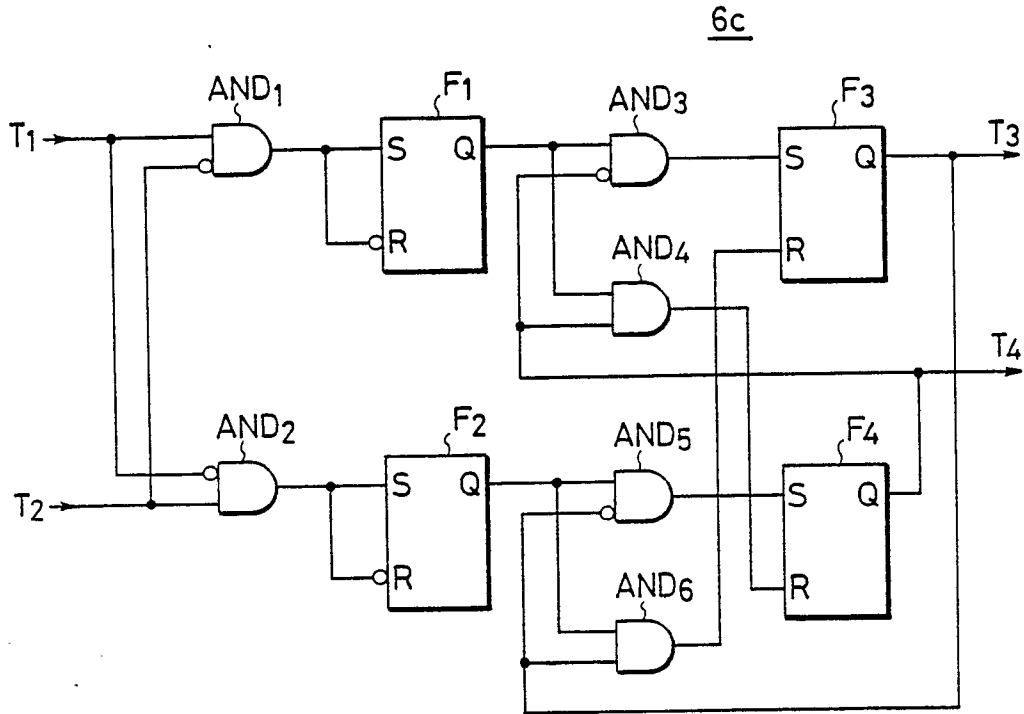 6c
AND1 F1 AND3 F3
T1 S Q S Q T3
R AND4 R
T4
AND2 F2 AND5 F4
T2 S Q S Q
R AND6 R